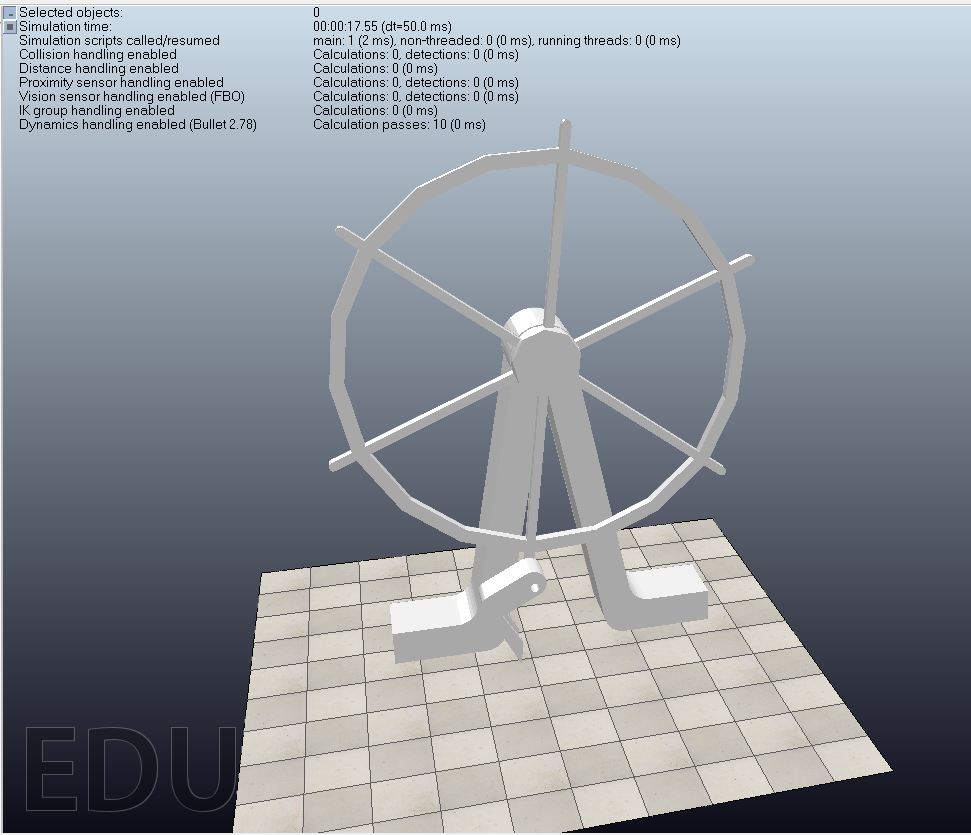 Selected objects: 0
Simulation time: 00:00:17.55 (dt=50.0 ms)
Simulation scripts called/resumed main: 1 (2 ms), non-threaded: 0 (0 ms), running threads: 0 (0 ms)
Collision handling enabled Calculations: 0, detections: 0 (0 ms)
Distance handling enabled Calculations: 0 (0 ms)
Proximity sensor handling enabled Calculations: 0, detections: 0 (0 ms)
Vision sensor handling enabled (FBO) Calculations: 0, detections: 0 (0 ms)
IK group handling enabled Calculations: 0 (0 ms)
Dynamics handling enabled (Bullet 2.78) Calculation passes: 10 (0 ms)
EDU